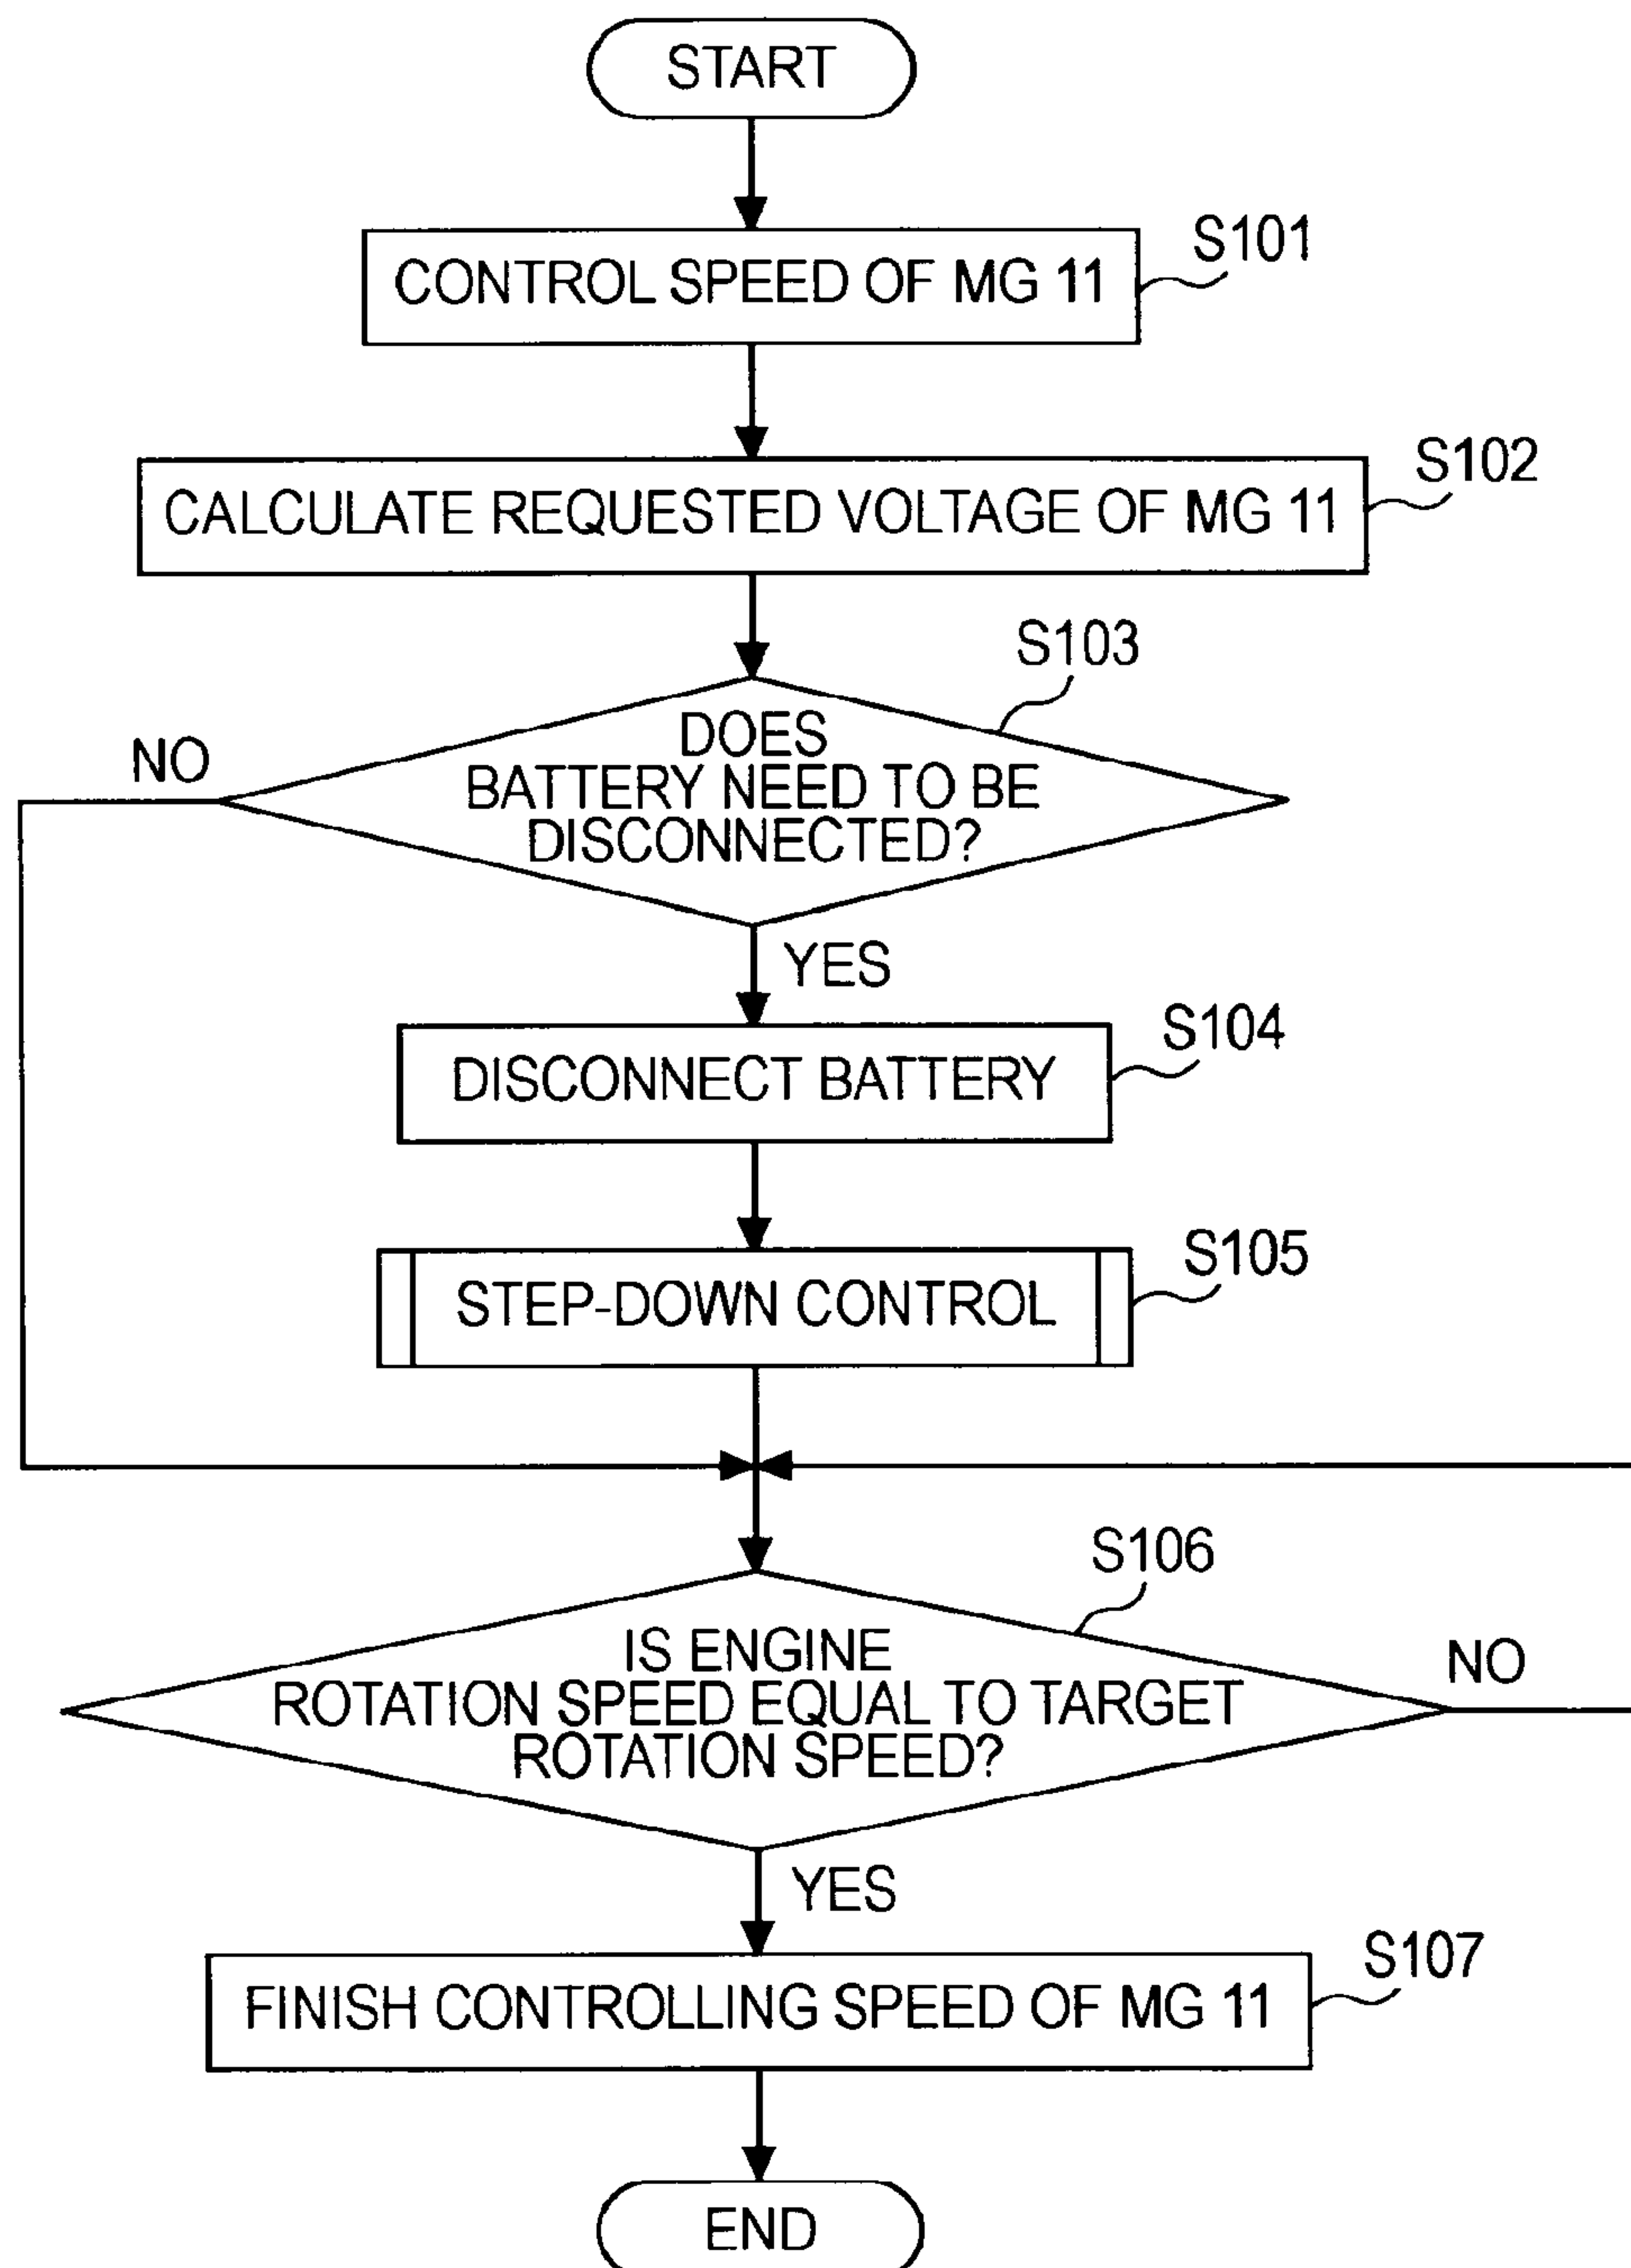 START
CONTROL SPEED OF MG 11
S101
CALCULATE REQUESTED VOLTAGE OF MG 11
S102
S103
DOES
BATTERY NEED TO BE
DISCONNECTED?
NO
YES
DISCONNECT BATTERY
S104
STEP-DOWN CONTROL
S105
S106
IS ENGINE
ROTATION SPEED EQUAL TO TARGET
ROTATION SPEED?
NO
YES
FINISH CONTROLLING SPEED OF MG 11
S107
END